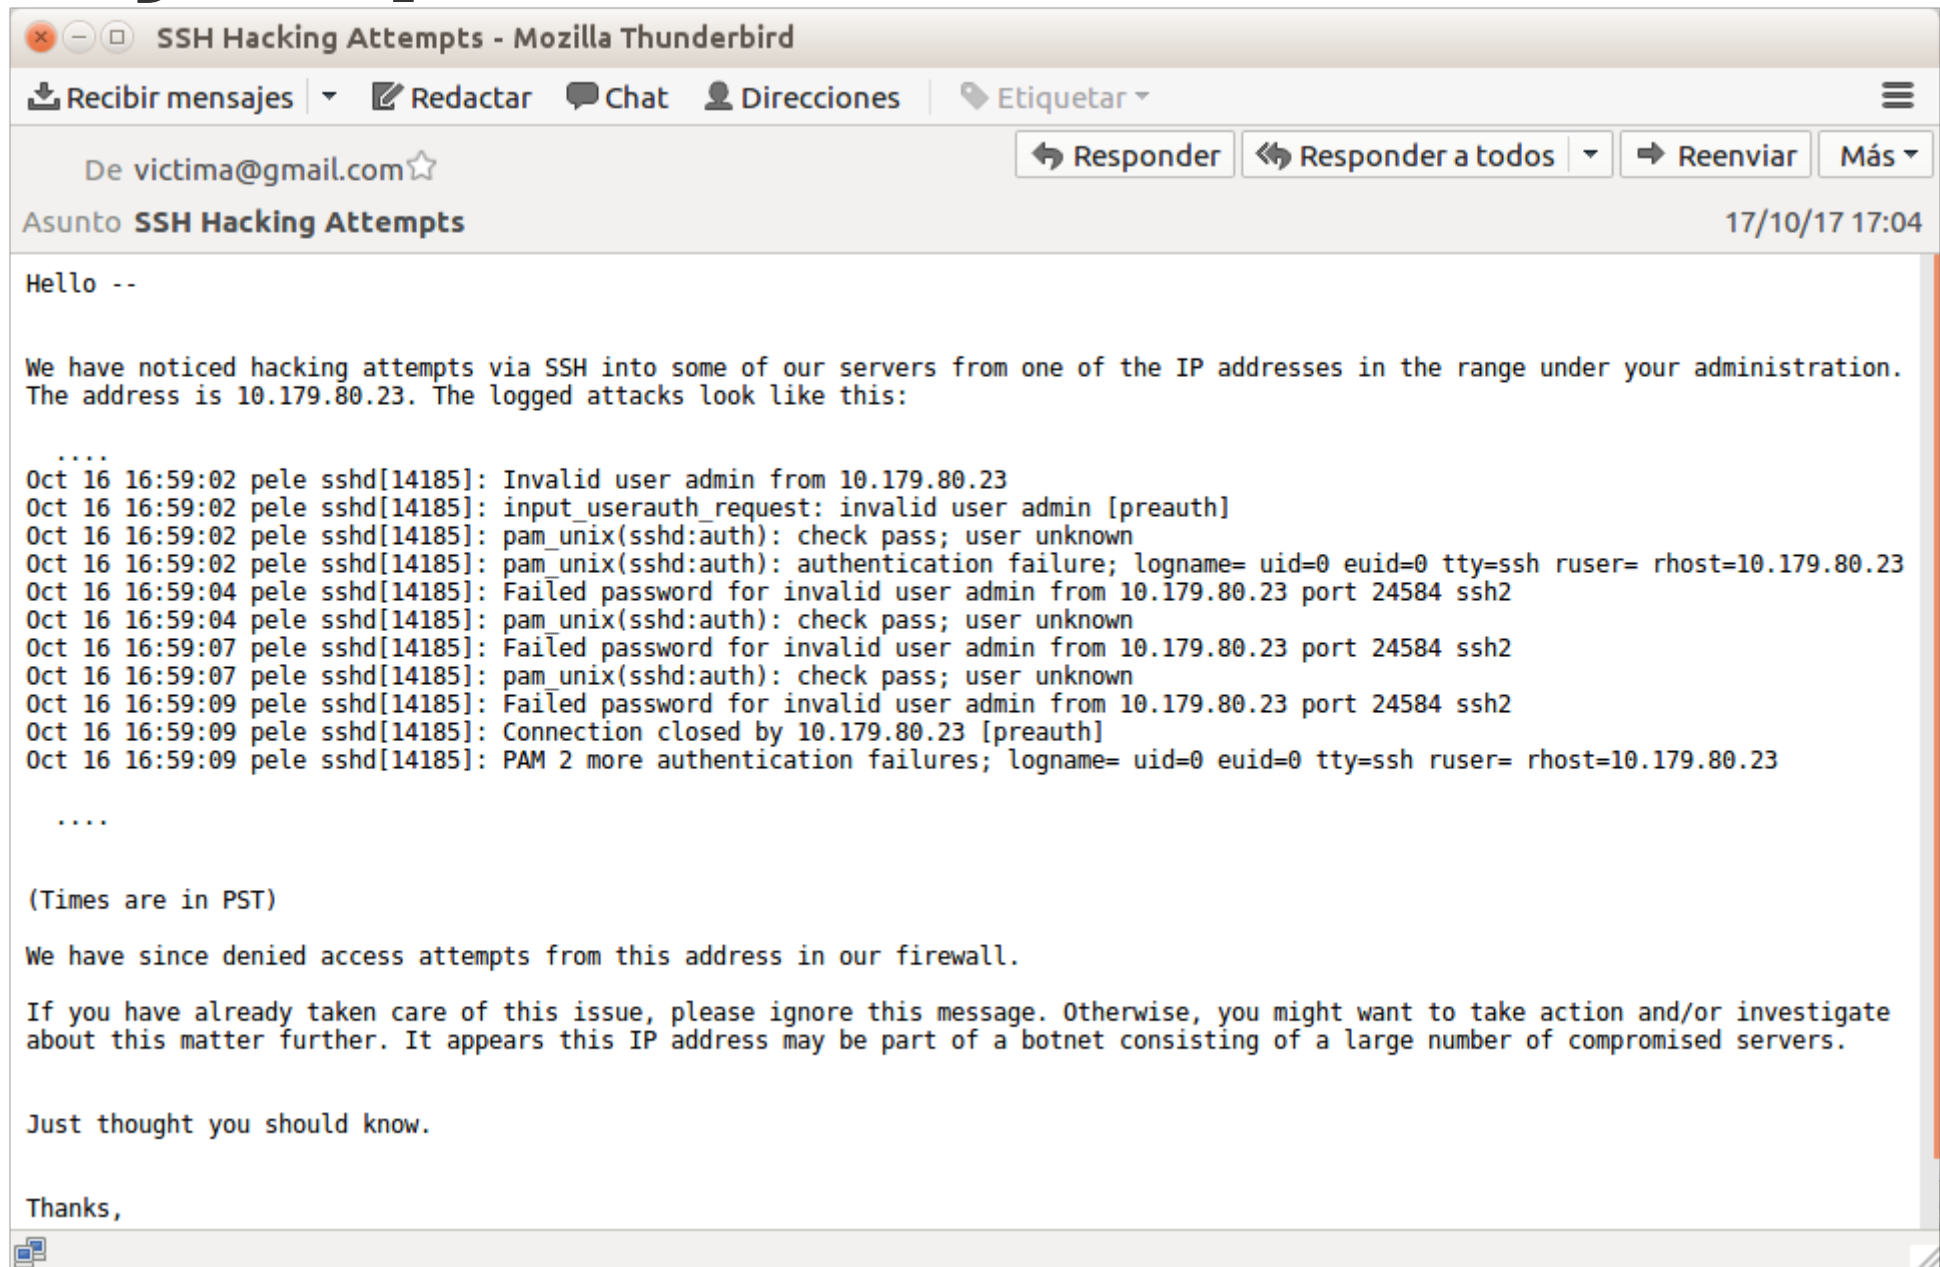 SSH Hacking Attempts - Mozilla Thunderbird
Recibir mensajes Redactar Chat Direcciones Etiquetar
De victima@gmail.com Responder Responder a todos Reenviar Más
Asunto SSH Hacking Attempts 17/10/17 17:04
Hello --
We have noticed hacking attempts via SSH into some of our servers from one of the IP addresses in the range under your administration.
The address is 10.179.80.23. The logged attacks look like this:
....
Oct 16 16:59:02 pele sshd[14185]: Invalid user admin from 10.179.80.23
Oct 16 16:59:02 pele sshd[14185]: input_userauth_request: invalid user admin [preauth]
Oct 16 16:59:02 pele sshd[14185]: pam_unix(sshd:auth): check pass; user unknown
Oct 16 16:59:02 pele sshd[14185]: pam_unix(sshd:auth): authentication failure; logname= uid=0 euid=0 tty=ssh ruser= rhost=10.179.80.23
Oct 16 16:59:04 pele sshd[14185]: Failed password for invalid user admin from 10.179.80.23 port 24584 ssh2
Oct 16 16:59:04 pele sshd[14185]: pam_unix(sshd:auth): check pass; user unknown
Oct 16 16:59:07 pele sshd[14185]: Failed password for invalid user admin from 10.179.80.23 port 24584 ssh2
Oct 16 16:59:07 pele sshd[14185]: pam_unix(sshd:auth): check pass; user unknown
Oct 16 16:59:09 pele sshd[14185]: Failed password for invalid user admin from 10.179.80.23 port 24584 ssh2
Oct 16 16:59:09 pele sshd[14185]: Connection closed by 10.179.80.23 [preauth]
Oct 16 16:59:09 pele sshd[14185]: PAM 2 more authentication failures; logname= uid=0 euid=0 tty=ssh ruser= rhost=10.179.80.23
....
(Times are in PST)
We have since denied access attempts from this address in our firewall.
If you have already taken care of this issue, please ignore this message. Otherwise, you might want to take action and/or investigate
about this matter further. It appears this IP address may be part of a botnet consisting of a large number of compromised servers.
Just thought you should know.
Thanks,